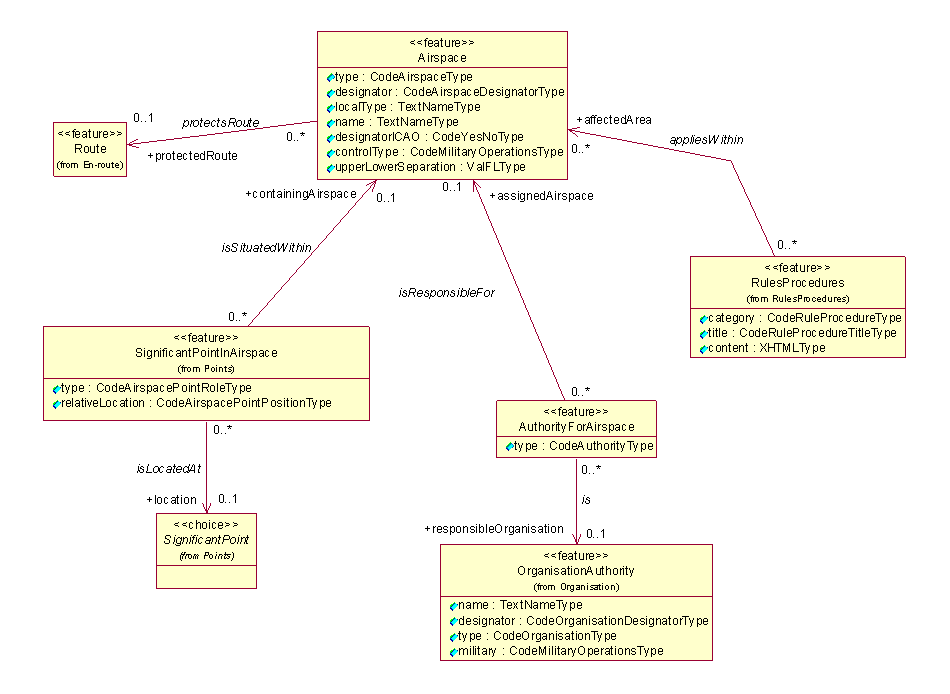 <<feature>>
Airspace
type : CodeAirspaceType
designator : CodeAirspaceDesignatorType
localType : TextNameType
name : TextNameType
designatorICAO : CodeYesNoType
controlType : CodeMilitaryOperationsType
upperLowerSeparation : ValFLType
<<feature>>
Route
(from En-route)
0..1
protectsRoute
0..*
+protectedRoute
+affectedArea
0..*
appliesWithin
0..*
+containingAirspace
0..1
isSituatedWithin
0..*
0..1
+assignedAirspace
isResponsibleFor
0..*
<<feature>>
RulesProcedures
(from RulesProcedures)
category : CodeRuleProcedureType
title : CodeRuleProcedureTitleType
content : XHTMLType
<<feature>>
SignificantPointInAirspace
(from Points)
type : CodeAirspacePointRoleType
relativeLocation : CodeAirspacePointPositionType
0..*
isLocatedAt
+location
0..1
<<choice>>
SignificantPoint
(from Points)
<<feature>>
AuthorityForAirspace
type : CodeAuthorityType
0..*
is
+responsibleOrganisation
0..1
<<feature>>
OrganisationAuthority
(from Organisation)
name : TextNameType
designator : CodeOrganisationDesignatorType
type : CodeOrganisationType
military : CodeMilitaryOperationsType